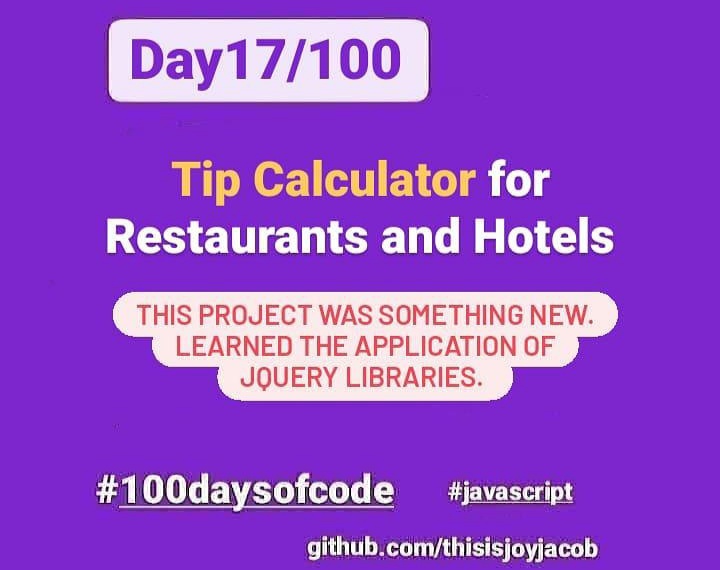 Day17/100
Tip Calculator for
Restaurants and Hotels
THIS PROJECT WAS SOMETHING NEW.
LEARNED THE APPLICATION OF
JQUERY LIBRARIES.
#100daysofcode #javascript
github.com/thisisjoyjacob